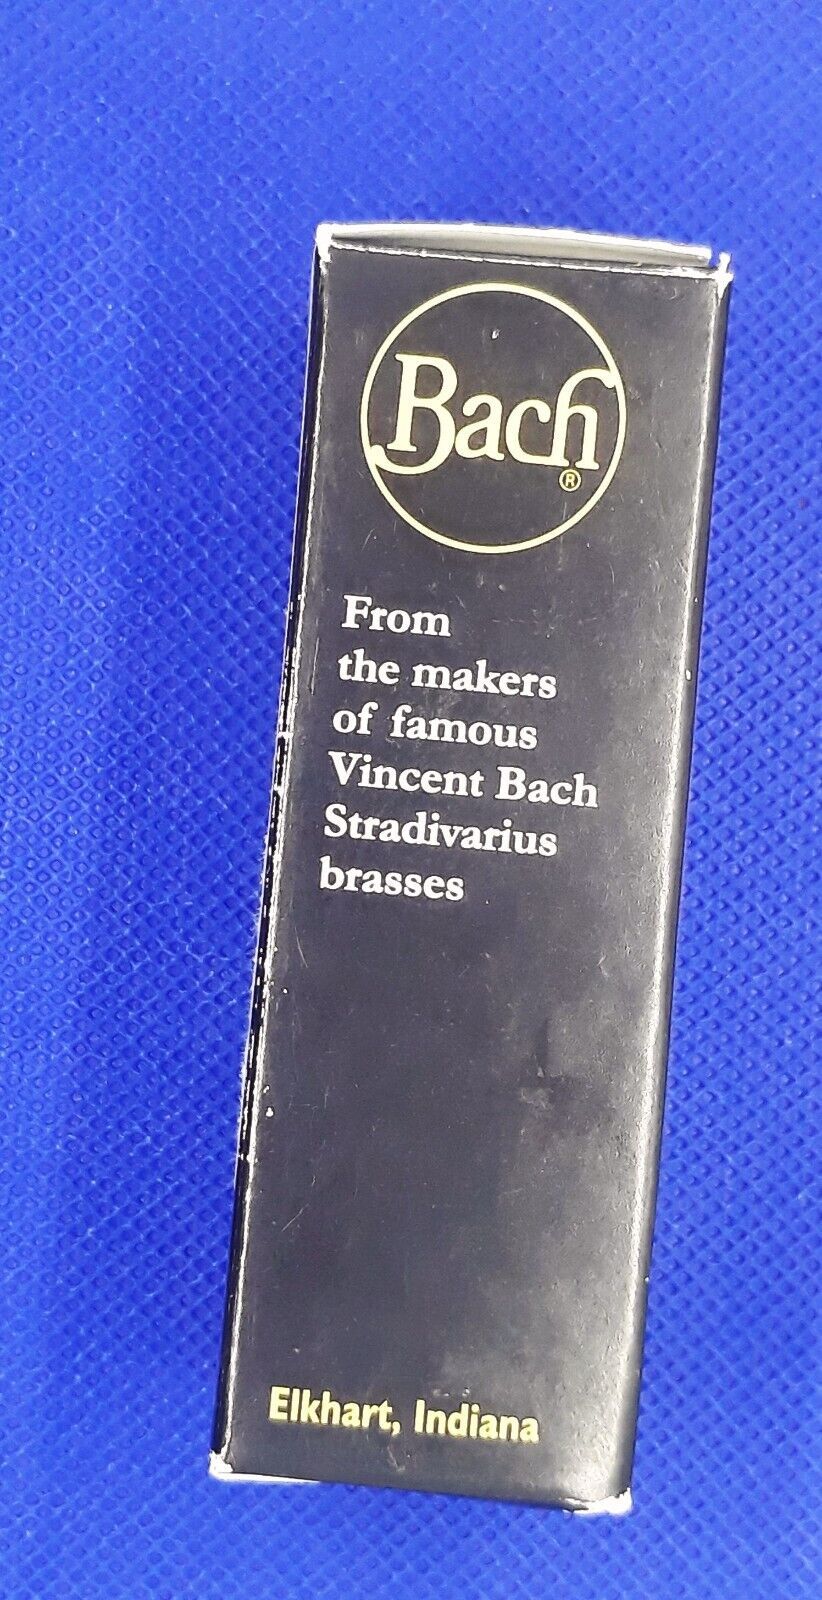 Bach
®
From
the makers
of famous
Vincent Bach
Stradivarius
brasses
Elkhart, Indiana